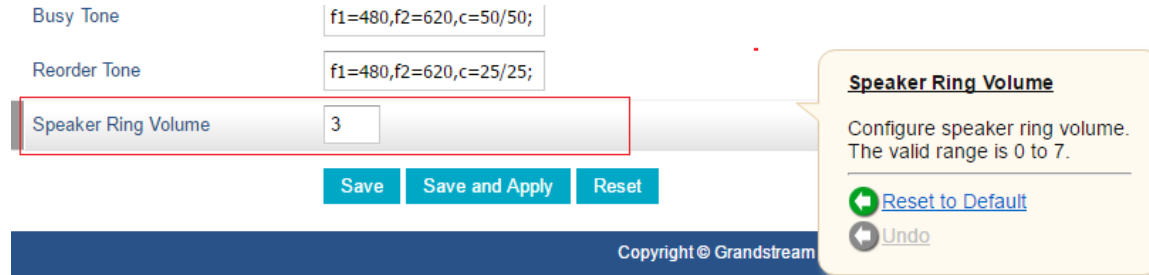 Busy Tone
f1=480,f2=620,c=50/50;
Reorder Tone
f1=480,f2=620,c=25/25;
Speaker Ring Volume
3
Save
Save and Apply
Reset
Copyright © Grandstream
Speaker Ring Volume
Configure speaker ring volume.
The valid range is 0 to 7.
Reset to Default
Undo